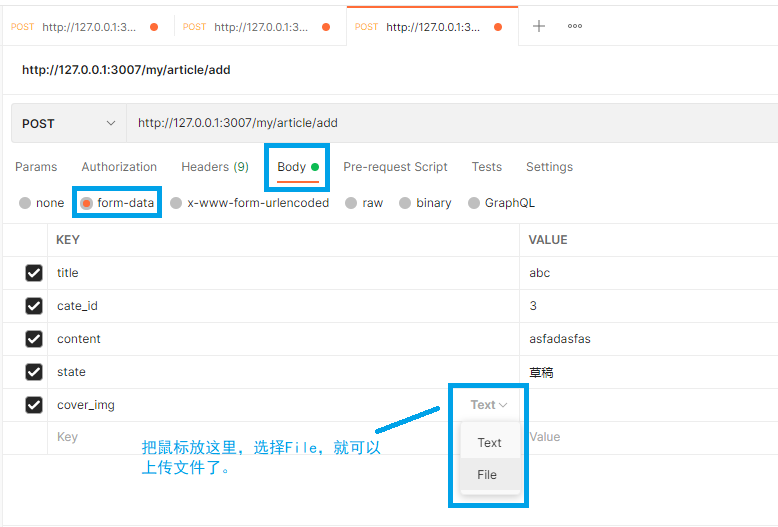 POST http://127.0.0.1:3... POST http://127.0.0.1:3... POST http://127.0.0.1:3...
http://127.0.0.1:3007/my/article/add
POST http://127.0.0.1:3007/my/article/add
Params Authorization Headers (9) Body Pre-request Script Tests Settings
none form-data x-www-form-urlencoded raw binary GraphQL
KEY VALUE
title abc
cate_id 3
content asfadasfas
state 草稿
cover_img Text
Key Value
Text
File
把鼠标放这里，选择File，就可以
上传文件了。